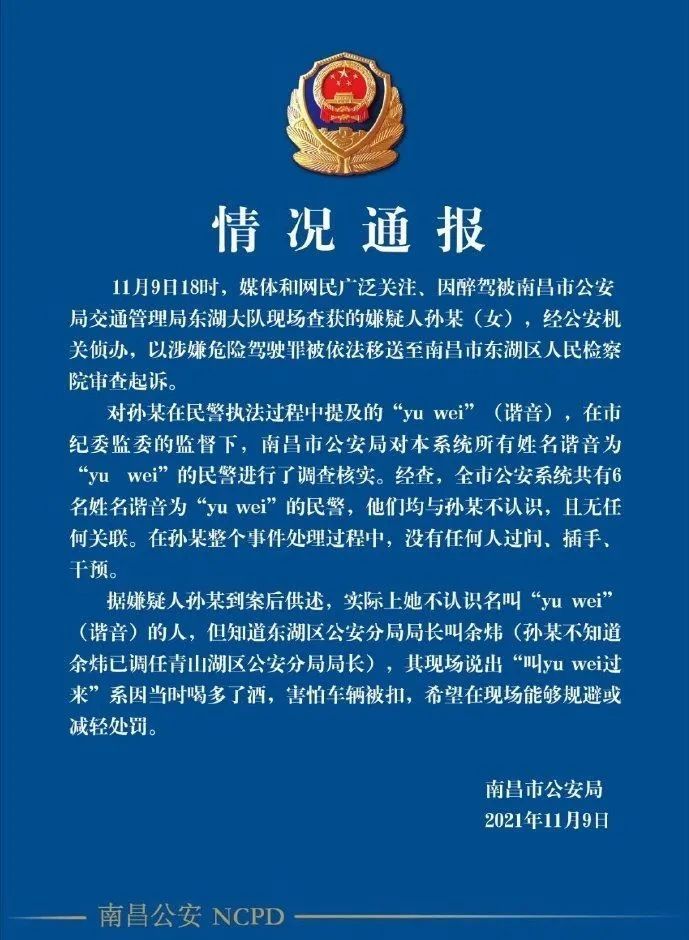 情况通报
11月9日18时，媒体和网民广泛关注、因醉驾被南昌市公安
局交通管理局东湖大队现场查获的嫌疑人孙某（女），经公安机
关侦办，以涉嫌危险驾驶罪被依法移送至南昌市东湖区人民检察
院审查起诉。
对孙某在民警执法过程中提及的“yu wei”（谐音），在市
纪委监委的监督下，南昌市公安局对本系统所有姓名谐音为
“yu wei”的民警进行了调查核实。经查，全市公安系统共有6
名姓名谐音为“yu wei”的民警，他们均与孙某不认识，且无任
何关联。在孙某整个事件处理过程中，没有任何人过问、插手、
干预。
据嫌疑人孙某到案后供述，实际上她不认识名叫“yu wei”
（谐音）的人，但知道东湖区公安分局局长叫余炜（孙某不知道
余炜已调任青山湖区公安分局局长），其现场说出“叫yu wei过
来”系因当时喝多了酒，害怕车辆被扣，希望在现场能够规避或
减轻处罚。
南昌市公安局
2021年11月9日
南昌公安 NCPD